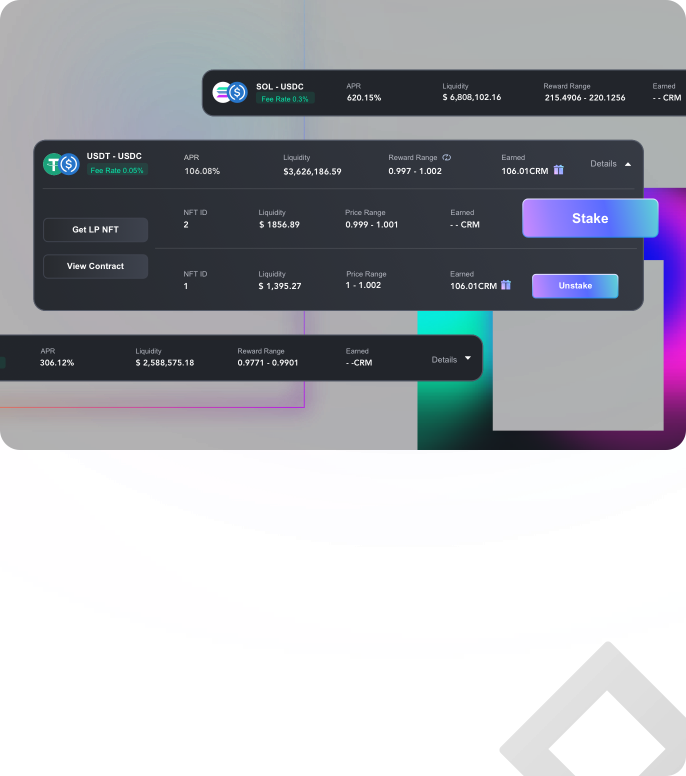 SOL - USDC APR Liquidity Reward Range Earned
Fee Rate 0.3% 620.15% $ 6,808,102.16 215.4906 - 220.1256 - - CRM
USDT - USDC APR Liquidity Reward Range Earned Details
Fee Rate 0.05% 106.08% $3,626,186.59 0.997 - 1.002 106.01CRM
NFT ID Liquidity Price Range Earned
2 $ 1856.89 0.999 - 1.001 - - CRM
Stake
Get LP NFT
View Contract
NFT ID Liquidity Price Range Earned
1 $ 1,395.27 1 - 1.002 106.01CRM
Unstake
APR Liquidity Reward Range Earned
306.12% $ 2,588,575.18 0.9771 - 0.9901 - -CRM
Details